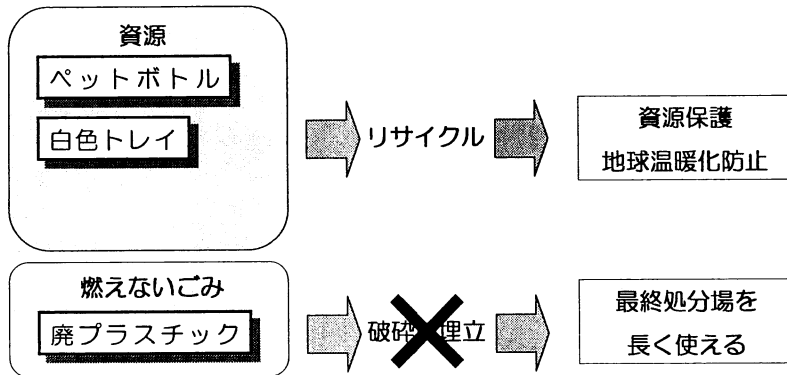 資源
ペットボトル
白色トレイ
リサイクル
資源保護
地球温暖化防止
燃えないごみ
廃プラスチック
破砕 埋立
最終処分場を
長く使える